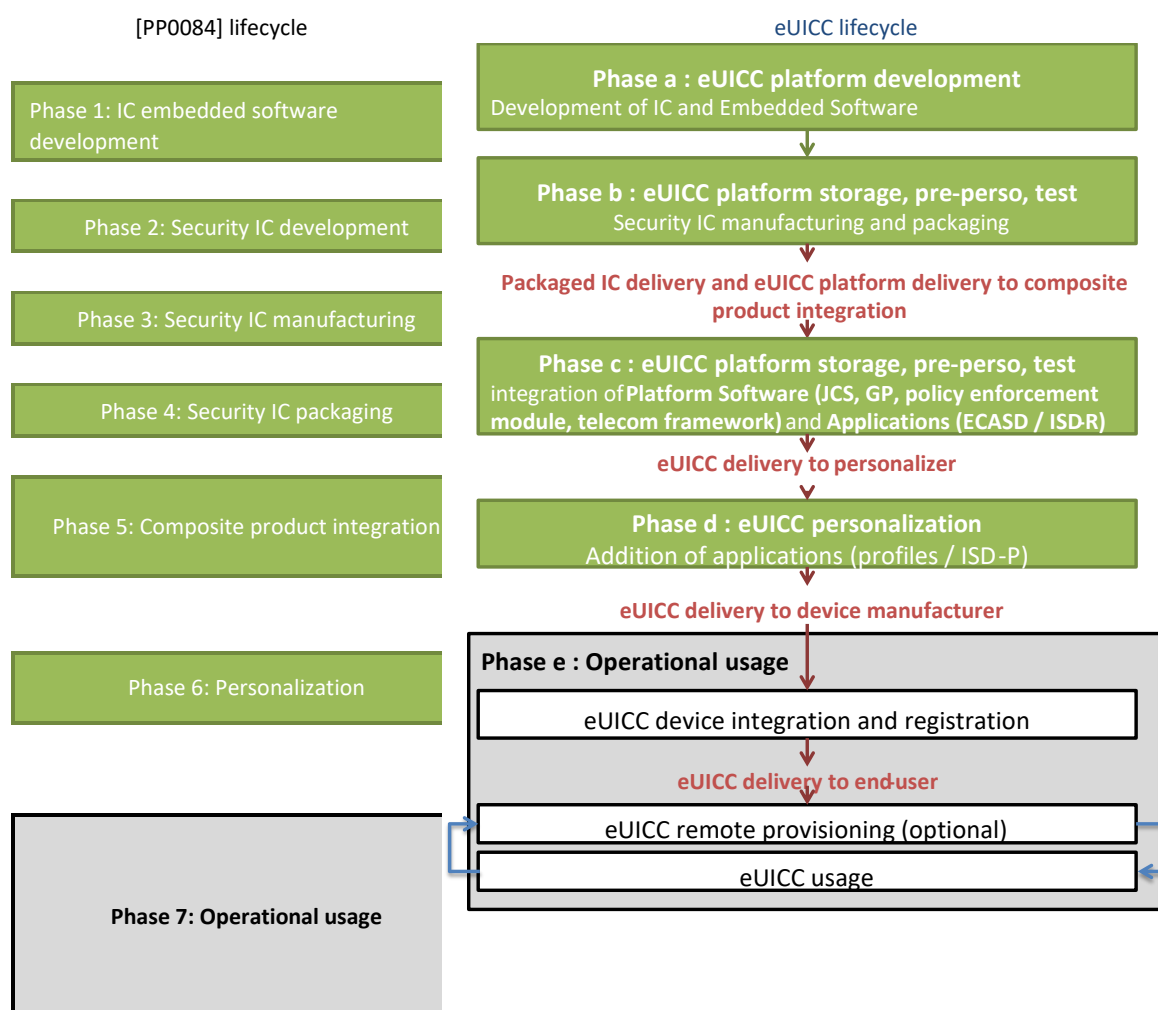 [PP0084] lifecycle
Phase 1: IC embedded software
development
Phase 2: Security IC development
Phase 3: Security IC manufacturing
Phase 4: Security IC packaging
Phase 5: Composite product integration
Phase 6: Personalization
Phase 7: Operational usage
eUICC lifecycle
Phase a : eUICC platform development
Development of IC and Embedded Software
Phase b : eUICC platform storage, pre-perso, test
Security IC manufacturing and packaging
Packaged IC delivery and eUICC platform delivery to composite
product integration
Phase c : eUICC platform storage, pre-perso, test
integration of Platform Software (JCS, GP, policy enforcement
module, telecom framework) and Applications (ECASD / ISD-R)
eUICC delivery to personalizer
Phase d : eUICC personalization
Addition of applications (profiles / ISD-P)
eUICC delivery to device manufacturer
Phase e : Operational usage
eUICC device integration and registration
eUICC delivery to end-user
eUICC remote provisioning (optional)
eUICC usage